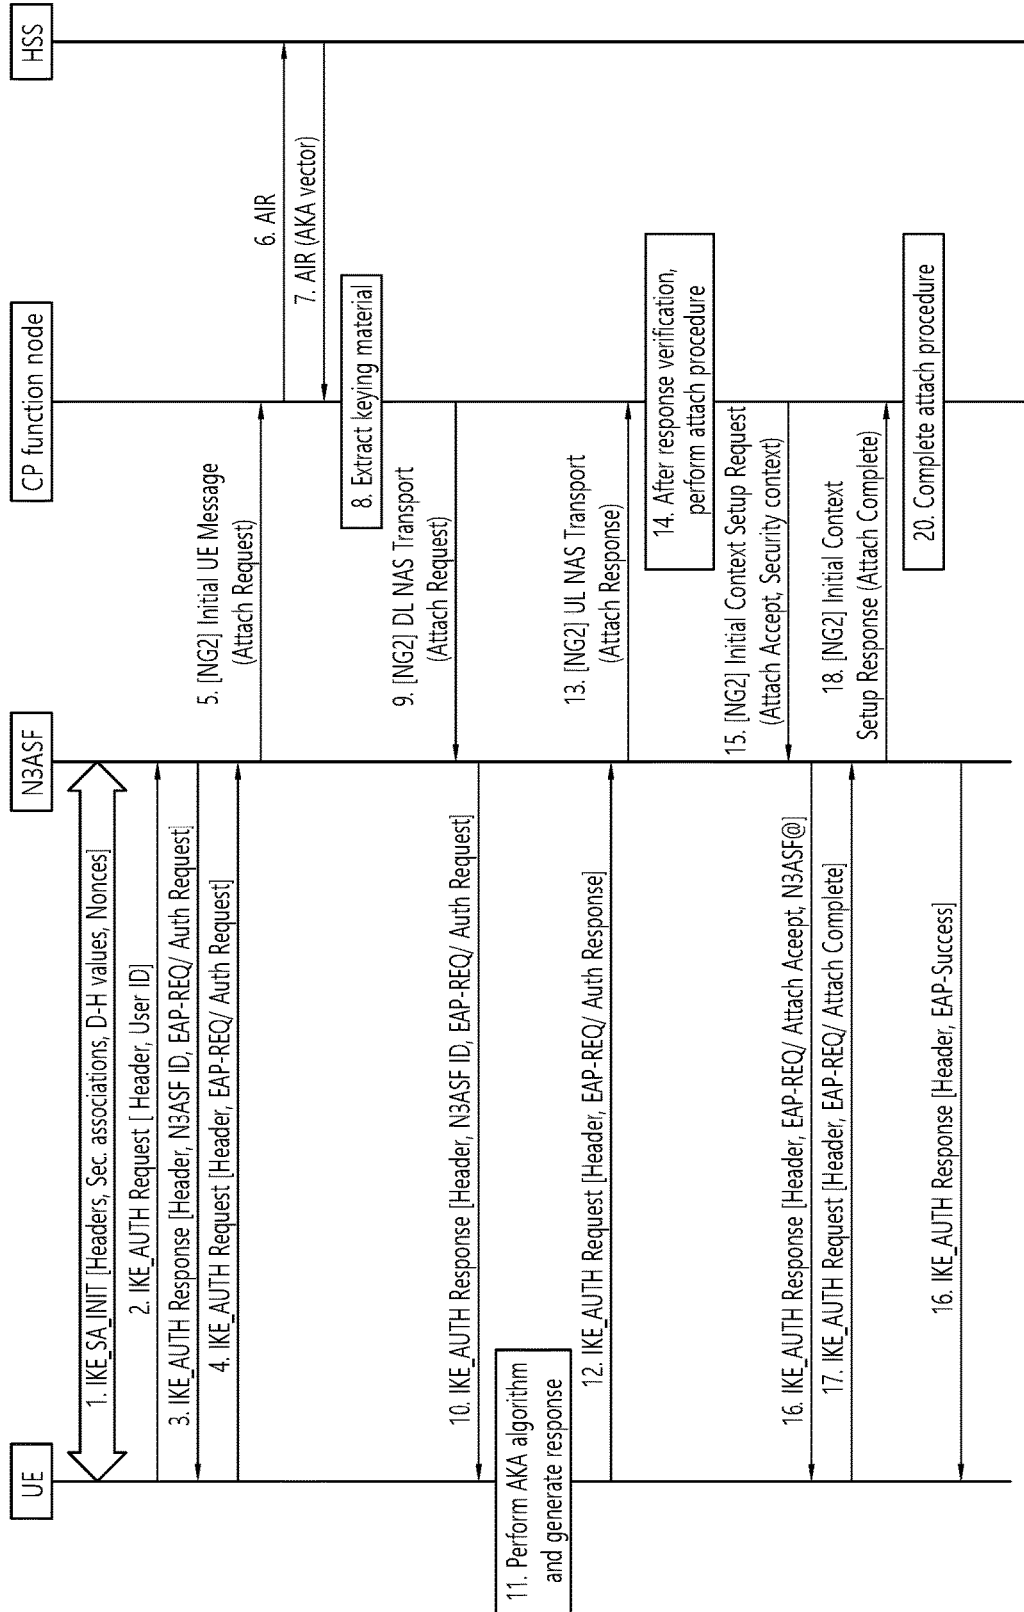 UE
N3ASF
CP function node
HSS
1. IKE_SA_INIT [Headers, Sec. associations, D-H values, Nonces]
2. IKE_AUTH Request [ Header, User ID]
3. IKE_AUTH Response [Header, N3ASF ID, EAP-REQ/ Auth Request]
4. IKE_AUTH Request [Header, EAP-REQ/ Auth Request]
5. [NG2] Initial UE Message
(Attach Request)
6. AIR
7. AIR (AKA vector)
8. Extract keying material
9. [NG2] DL NAS Transport
(Attach Request)
10. IKE_AUTH Response [Header, N3ASF ID, EAP-REQ/ Auth Request]
11. Perform AKA algorithm
and generate response
12. IKE_AUTH Request [Header, EAP-REQ/ Auth Response]
13. [NG2] UL NAS Transport
(Attach Response)
14. After response verification,
perform attach procedure
15. [NG2] Initial Context Setup Request
(Attach Accept, Security context)
16. IKE_AUTH Response [Header, EAP-REQ/ Attach Aceept, N3ASF@]
17. IKE_AUTH Request [Header, EAP-REQ/ Attach Complete]
18. [NG2] Initial Context
Setup Response (Attach Complete)
20. Complete attach procedure
16. IKE_AUTH Response [Header, EAP-Success]